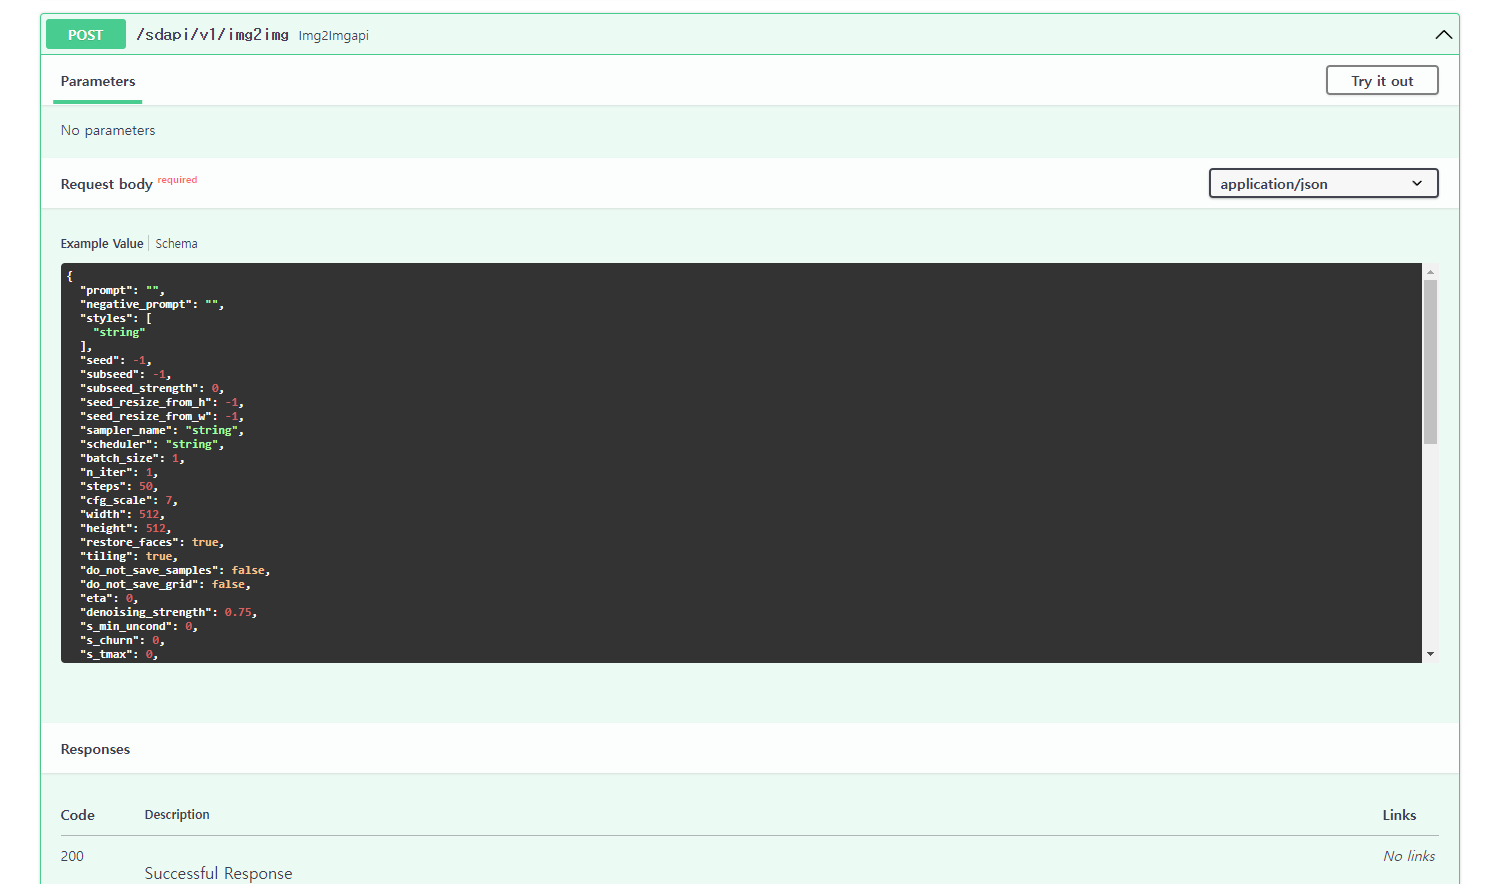 POST /sdapi/v1/img2img Img2Imgapi
Parameters
Try it out
No parameters
Request body required
application/json
Example Value Schema
{
"prompt": "",
"negative_prompt": "",
"styles": [
"string"
],
"seed": -1,
"subseed": -1,
"subseed_strength": 0,
"seed_resize_from_h": -1,
"seed_resize_from_w": -1,
"sampler_name": "string",
"scheduler": "string",
"batch_size": 1,
"n_iter": 1,
"steps": 50,
"cfg_scale": 7,
"width": 512,
"height": 512,
"restore_faces": true,
"tiling": true,
"do_not_save_samples": false,
"do_not_save_grid": false,
"eta": 0,
"denoising_strength": 0.75,
"s_min_uncond": 0,
"s_churn": 0,
"s_tmax": 0,
Responses
Code Description Links
200 No links
Successful Response